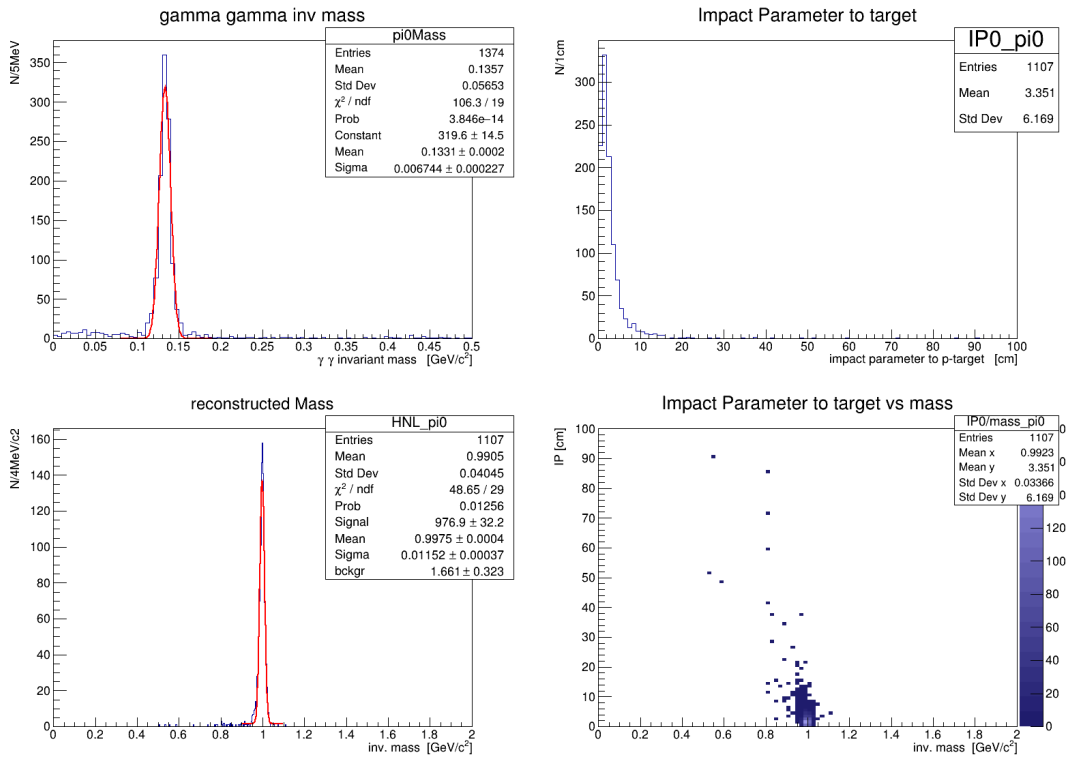 gamma gamma inv mass
N/5MeV
pi0Mass
Entries 1374
Mean 0.1357
Std Dev 0.05653
χ² / ndf 106.3 / 19
Prob 3.846e−14
Constant 319.6 ± 14.5
Mean 0.1331 ± 0.0002
Sigma 0.006744 ± 0.000227
350
300
250
200
150
100
50
0
0 0.05 0.1 0.15 0.2 0.25 0.3 0.35 0.4 0.45 0.5
γ γ invariant mass [GeV/c²]
Impact Parameter to target
N/1cm
IP0_pi0
Entries 1107
Mean 3.351
Std Dev 6.169
350
300
250
200
150
100
50
0
0 10 20 30 40 50 60 70 80 90 100
impact parameter to p-target [cm]
reconstructed Mass
N/4MeV/c2
HNL_pi0
Entries 1107
Mean 0.9905
Std Dev 0.04045
χ² / ndf 48.65 / 29
Prob 0.01256
Signal 976.9 ± 32.2
Mean 0.9975 ± 0.0004
Sigma 0.01152 ± 0.00037
bckgr 1.661 ± 0.323
160
140
120
100
80
60
40
20
0
0 0.2 0.4 0.6 0.8 1 1.2 1.4 1.6 1.8 2
inv. mass [GeV/c²]
Impact Parameter to target vs mass
IP [cm]
IP0/mass_pi0
Entries 1107
Mean x 0.9923
Mean y 3.351
Std Dev x 0.03366
Std Dev y 6.169
100
90
80
70
60
50
40
30
20
10
0
0 0.2 0.4 0.6 0.8 1 1.2 1.4 1.6 1.8 2
inv. mass [GeV/c²]
0
0
0
120
100
80
60
40
20
0